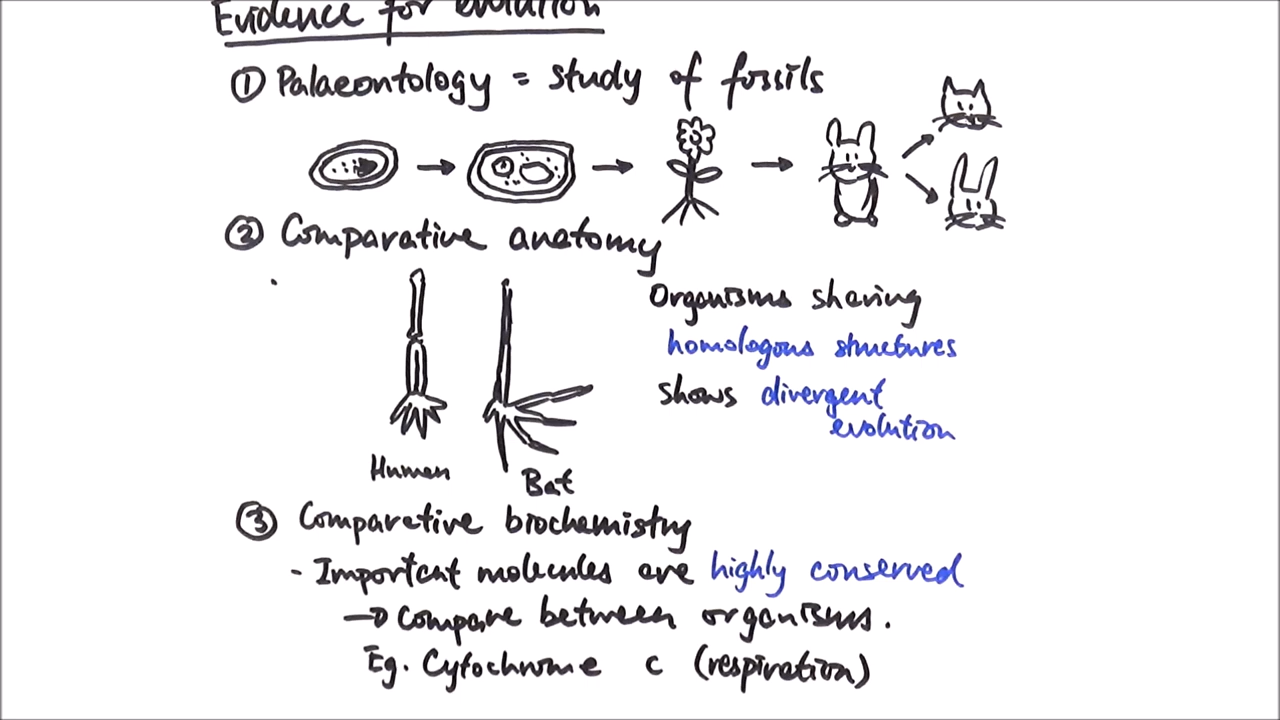 Evidence for evolution
① Palaeontology = study of fossils
② Comparative anatomy
Organisms sharing
homologous structures
shows divergent
evolution
Human
Bat
③ Comparative biochemistry
- Important molecules are highly conserved
→ Compare between organisms.
Eg. Cytochrome c (respiration)